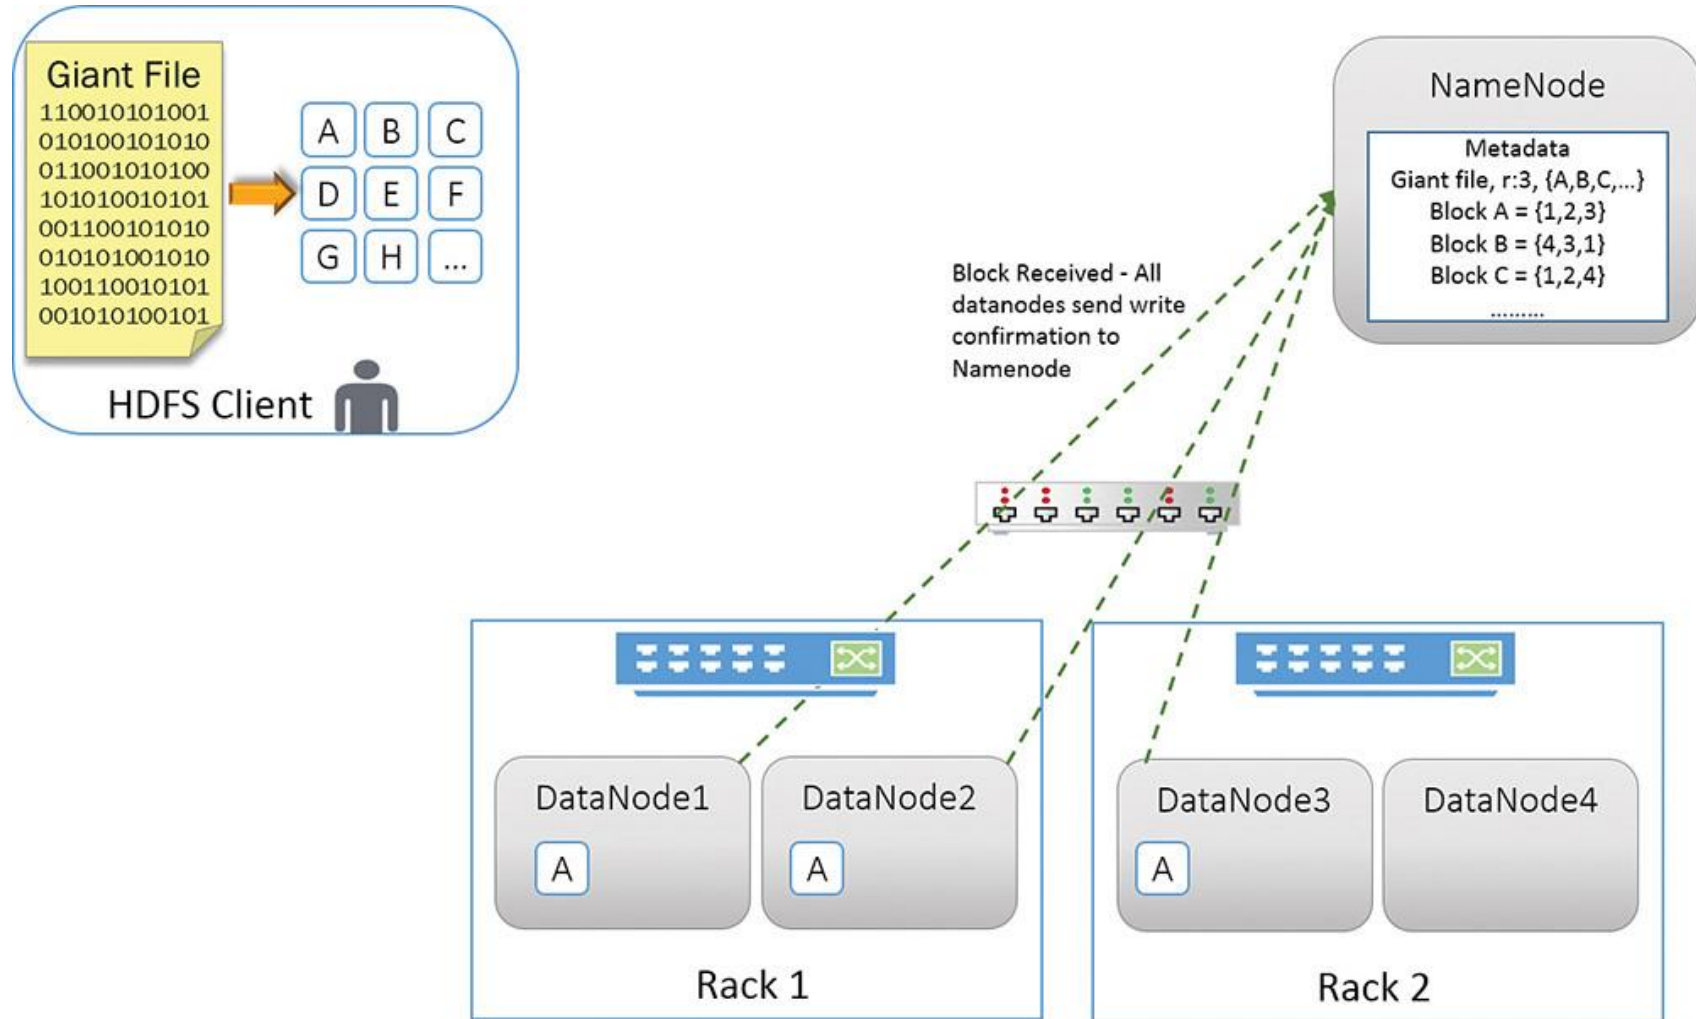 Giant File
110010101001
010100101010
011001010100
101010010101
001100101010
010101001010
100110010101
001010100101
A B C
D E F
G H ...
HDFS Client
NameNode
Metadata
Giant file, r:3, {A,B,C,...}
Block A = {1,2,3}
Block B = {4,3,1}
Block C = {1,2,4}
.........
Block Received - All
datanodes send write
confirmation to
Namenode
DataNode1
A
DataNode2
A
Rack 1
DataNode3
A
DataNode4
Rack 2